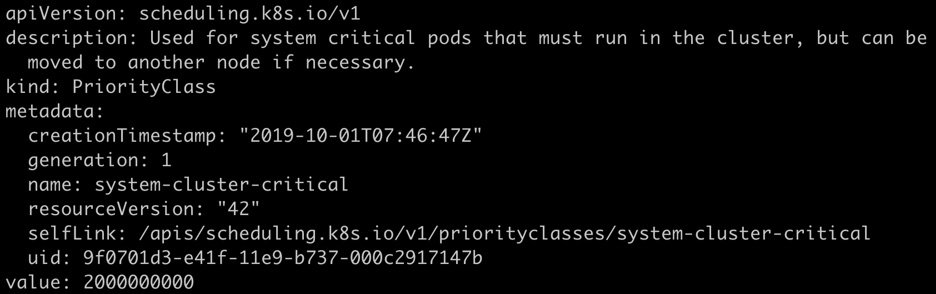 apiVersion: scheduling.k8s.io/v1
description: Used for system critical pods that must run in the cluster, but can be
  moved to another node if necessary.
kind: PriorityClass
metadata:
  creationTimestamp: "2019-10-01T07:46:47Z"
  generation: 1
  name: system-cluster-critical
  resourceVersion: "42"
  selfLink: /apis/scheduling.k8s.io/v1/priorityclasses/system-cluster-critical
  uid: 9f0701d3-e41f-11e9-b737-000c2917147b
value: 2000000000